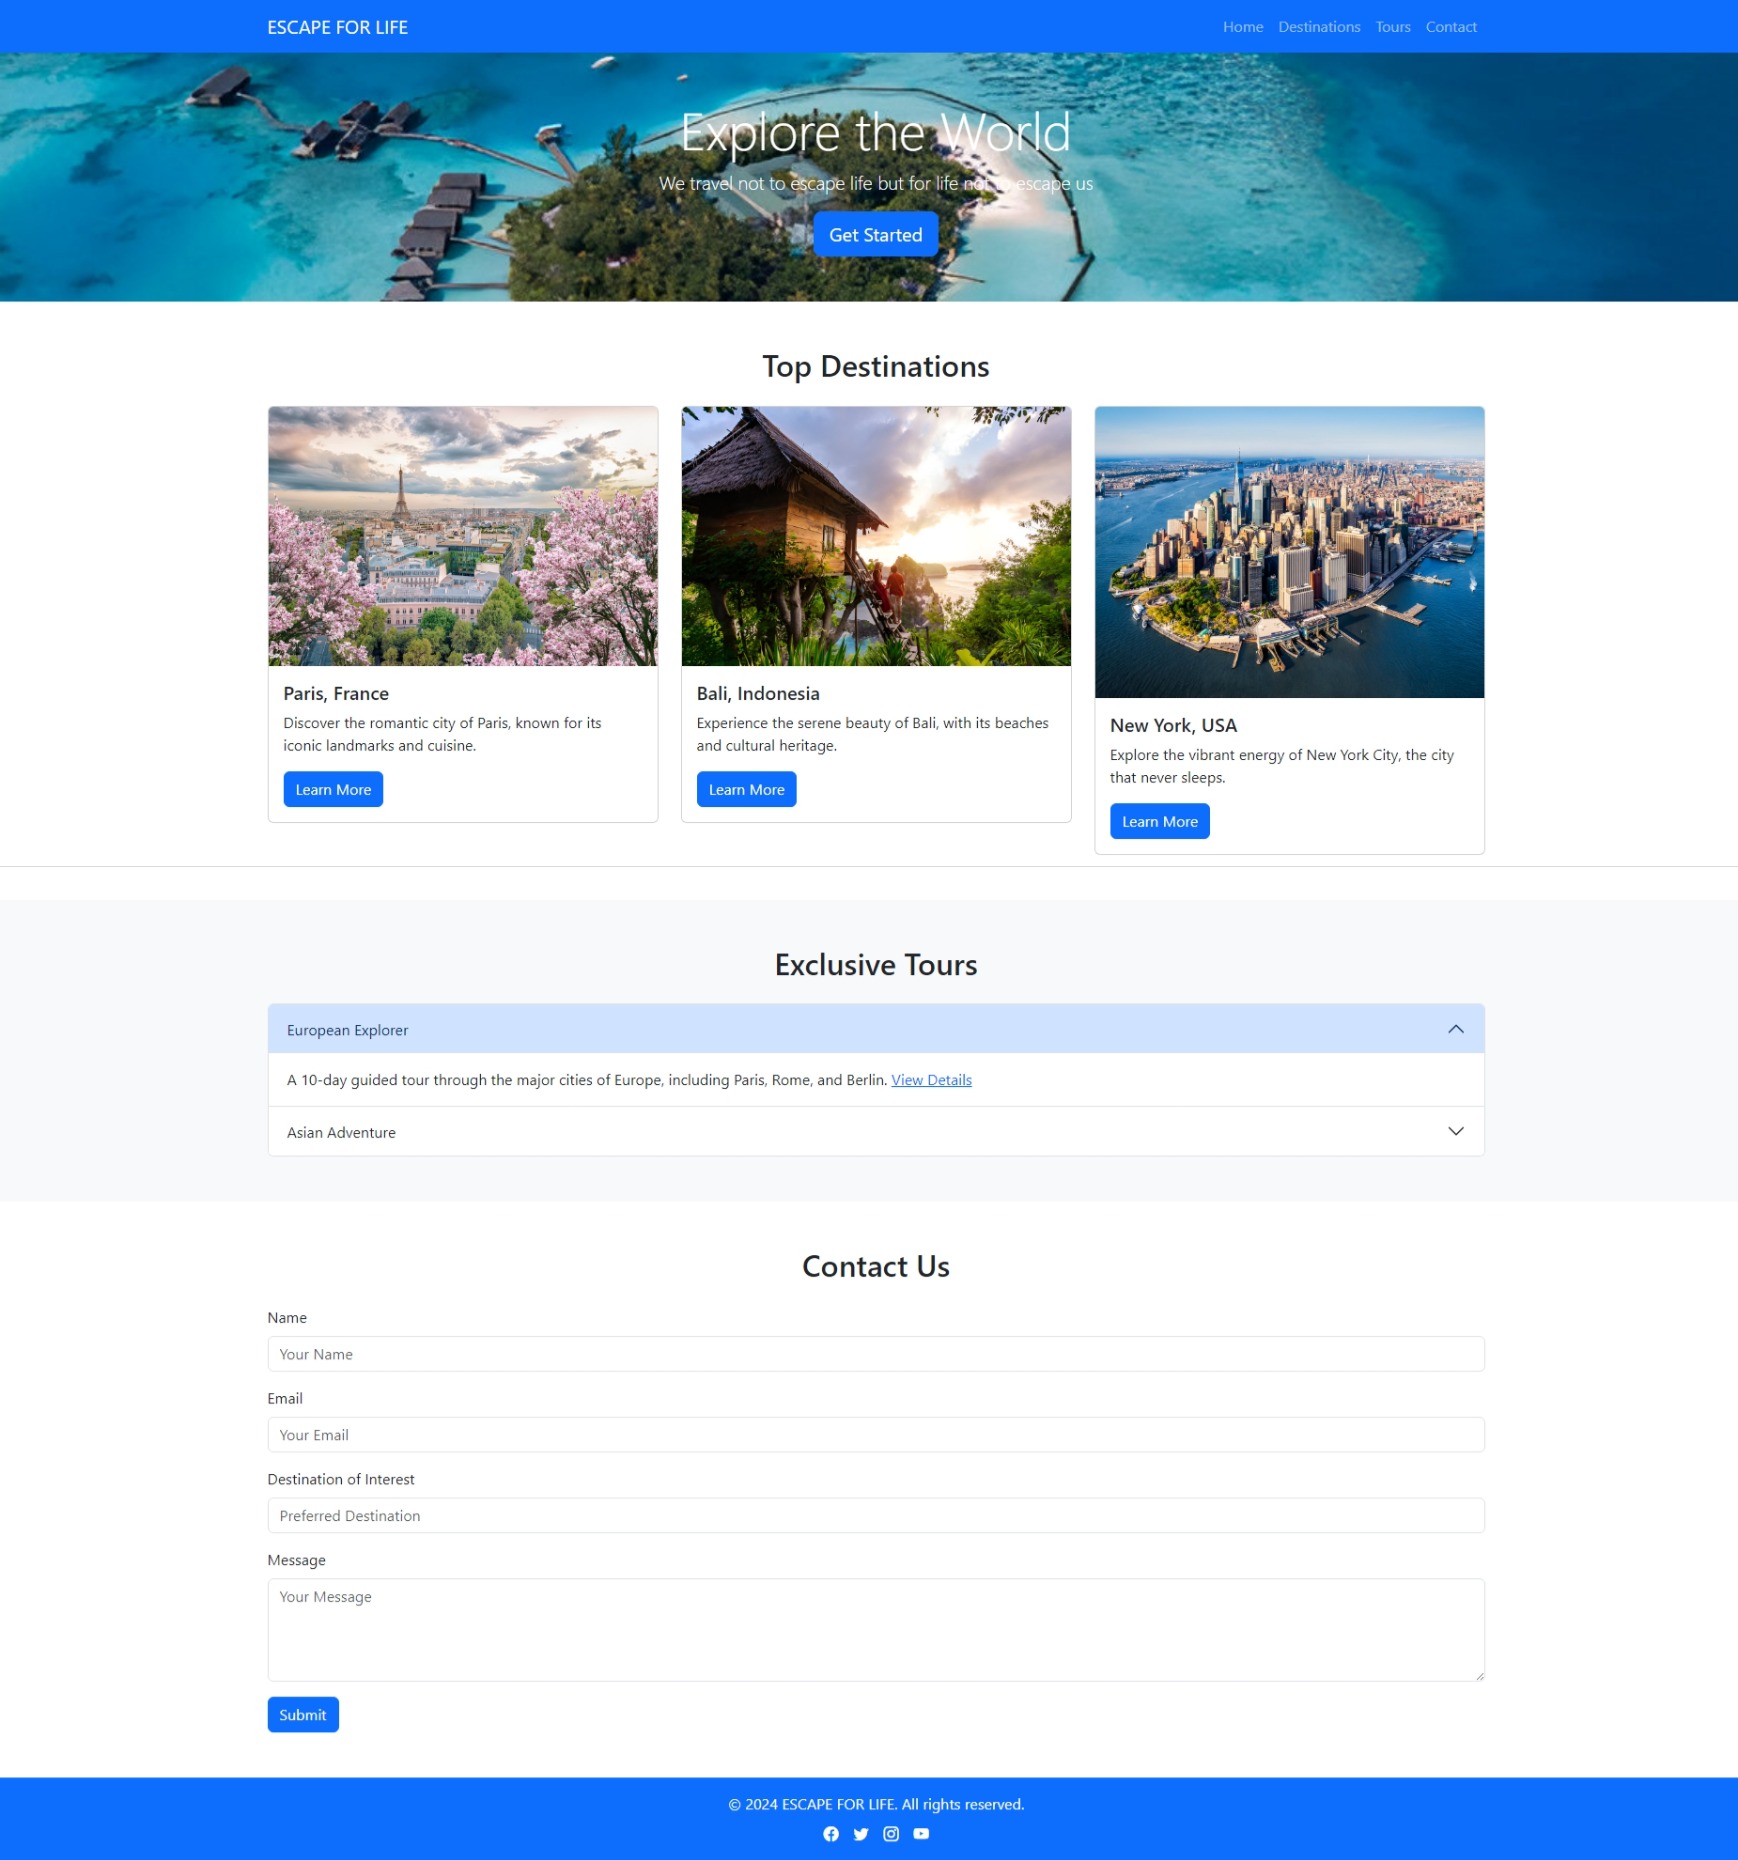 ESCAPE FOR LIFE
Home Destinations Tours Contact
Explore the World
We travel not to escape life but for life not to escape us
Get Started
Top Destinations
Paris, France
Discover the romantic city of Paris, known for its
iconic landmarks and cuisine.
Learn More
Bali, Indonesia
Experience the serene beauty of Bali, with its beaches
and cultural heritage.
Learn More
New York, USA
Explore the vibrant energy of New York City, the city
that never sleeps.
Learn More
Exclusive Tours
European Explorer
A 10-day guided tour through the major cities of Europe, including Paris, Rome, and Berlin. View Details
Asian Adventure
Contact Us
Name
Your Name
Email
Your Email
Destination of Interest
Preferred Destination
Message
Your Message
Submit
© 2024 ESCAPE FOR LIFE. All rights reserved.